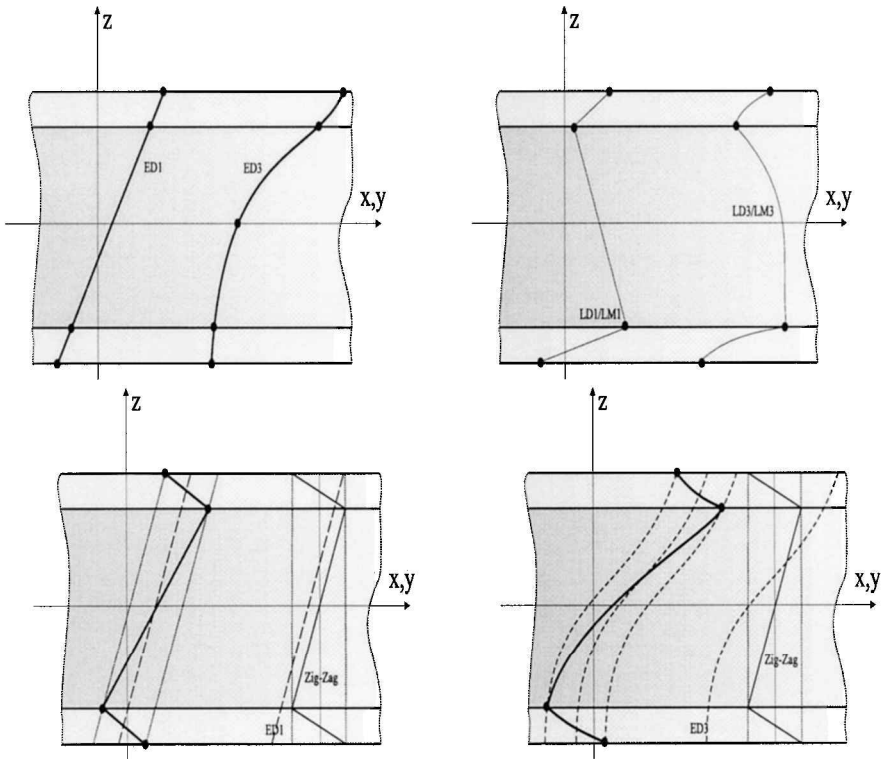 z
ED1
ED3
x,y
z
x,y
LD3/LM3
LD1/LM1
z
x,y
Zig-Zag
ED1
z
x,y
Zig-Zag
ED3